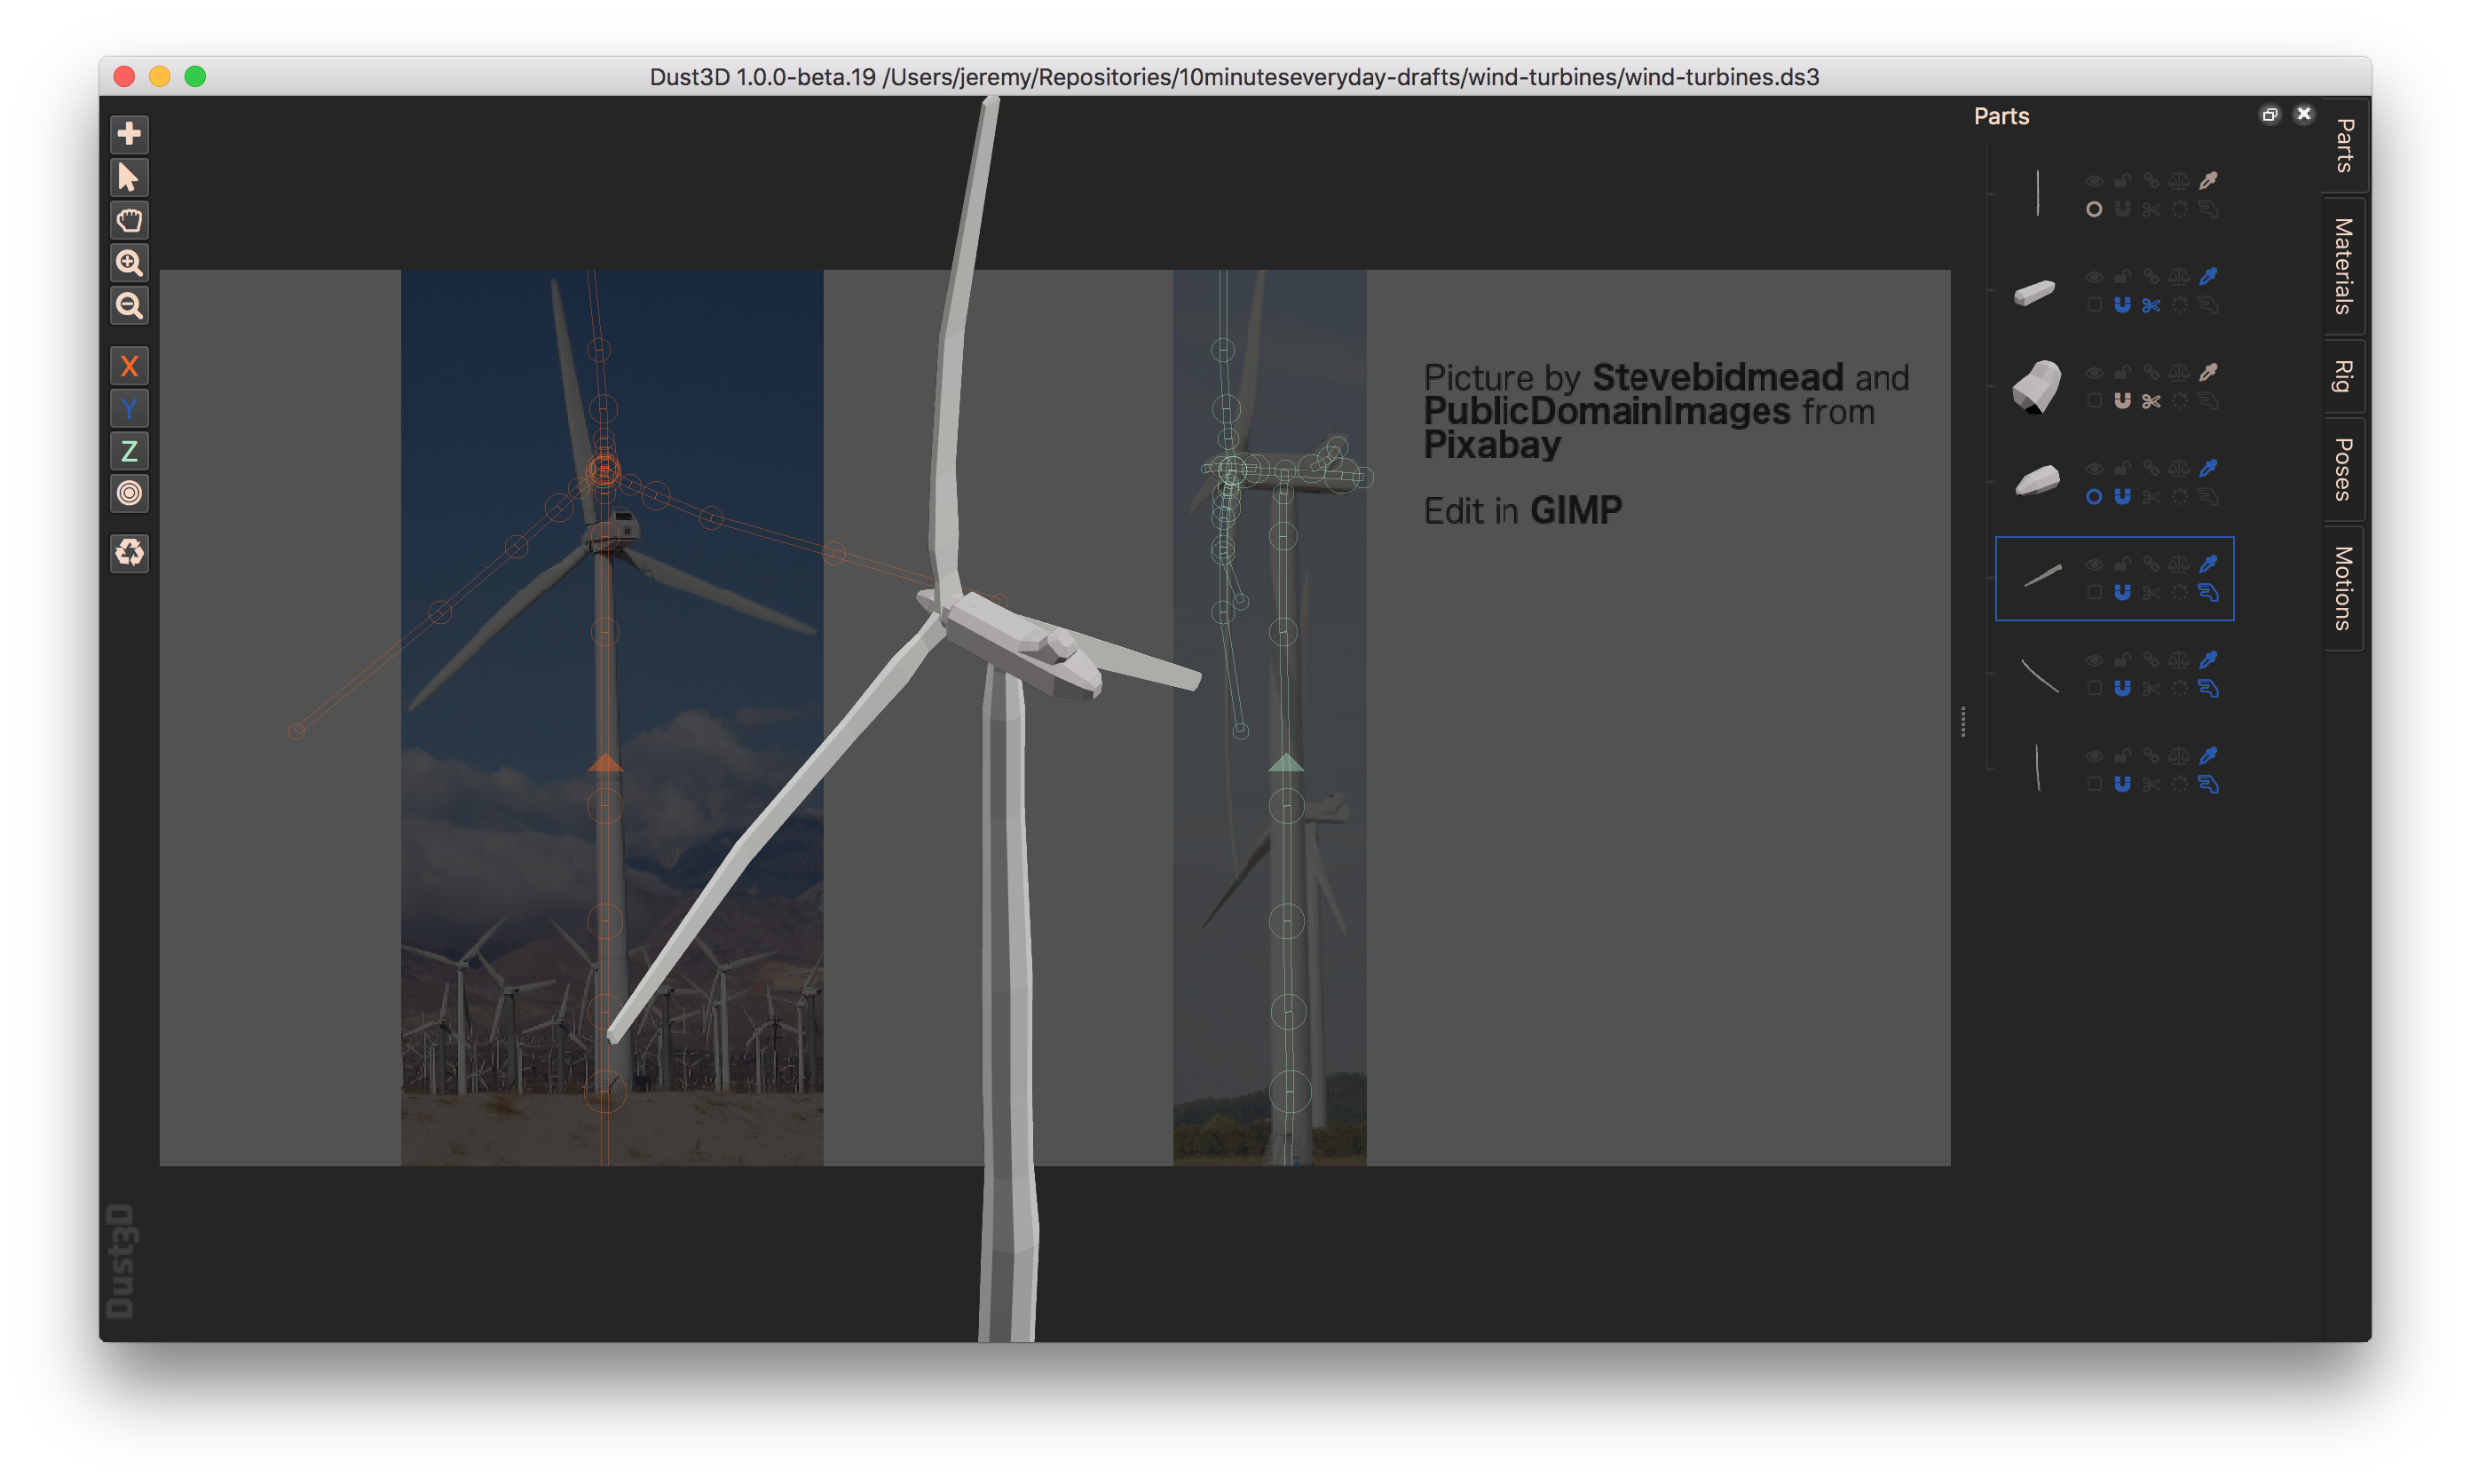 Dust3D 1.0.0-beta.19 /Users/jeremy/Repositories/10minuteseveryday-drafts/wind-turbines/wind-turbines.ds3
Parts
Parts
Materials
Rig
Poses
Motions
X
Y
Z
Picture by Stevebidmead and
PublicDomainImages from
Pixabay
Edit in GIMP
Dust3D